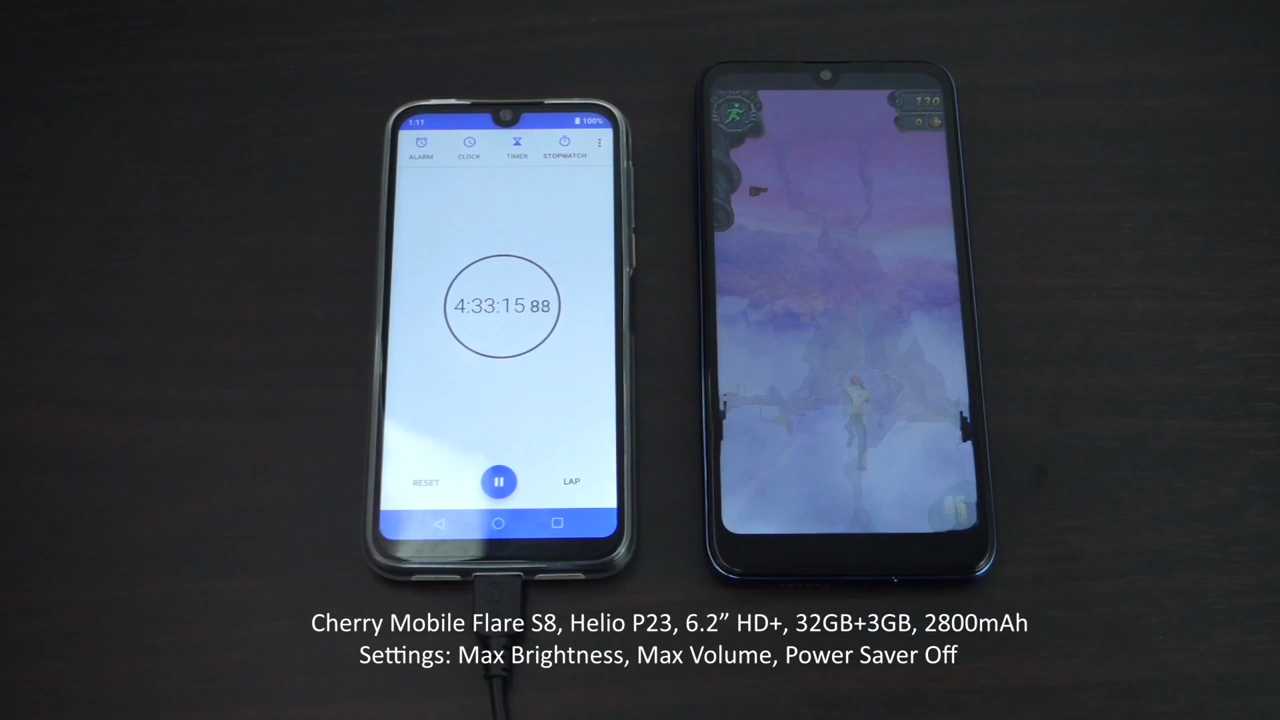 1:11
100%
ALARM
CLOCK
TIMER
STOPWATCH
4:33:15 88
RESET
LAP
130
0
Cherry Mobile Flare S8, Helio P23, 6.2” HD+, 32GB+3GB, 2800mAh
Settings: Max Brightness, Max Volume, Power Saver Off